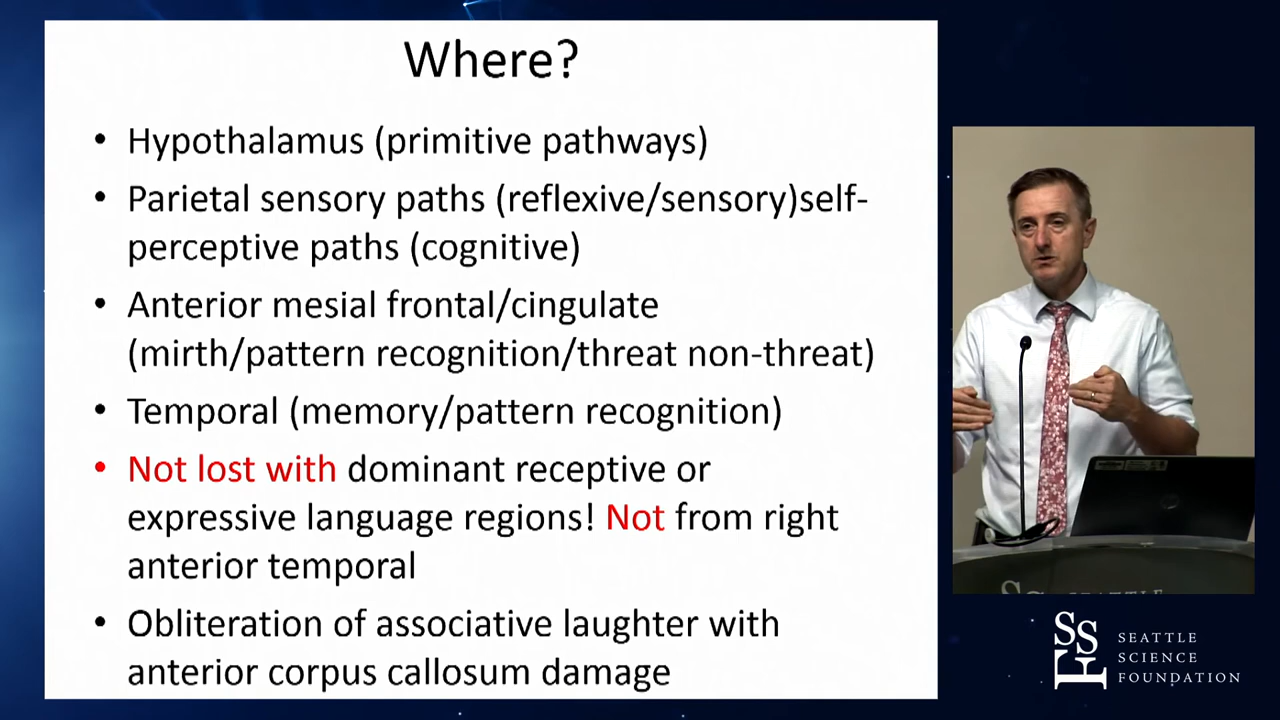 Where?
• Hypothalamus (primitive pathways)
• Parietal sensory paths (reflexive/sensory)self-
perceptive paths (cognitive)
• Anterior mesial frontal/cingulate
(mirth/pattern recognition/threat non-threat)
• Temporal (memory/pattern recognition)
• Not lost with dominant receptive or
expressive language regions! Not from right
anterior temporal
• Obliteration of associative laughter with
anterior corpus callosum damage
SSF
SEATTLE
SCIENCE
FOUNDATION